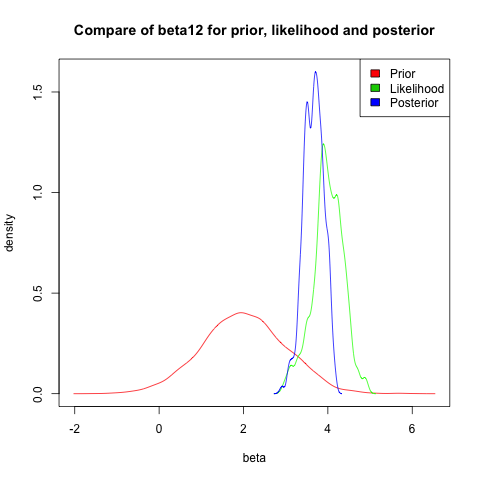 Compare of beta12 for prior, likelihood and posterior
Prior
Likelihood
Posterior
density
1.5
1.0
0.5
0.0
-2
0
2
4
6
beta